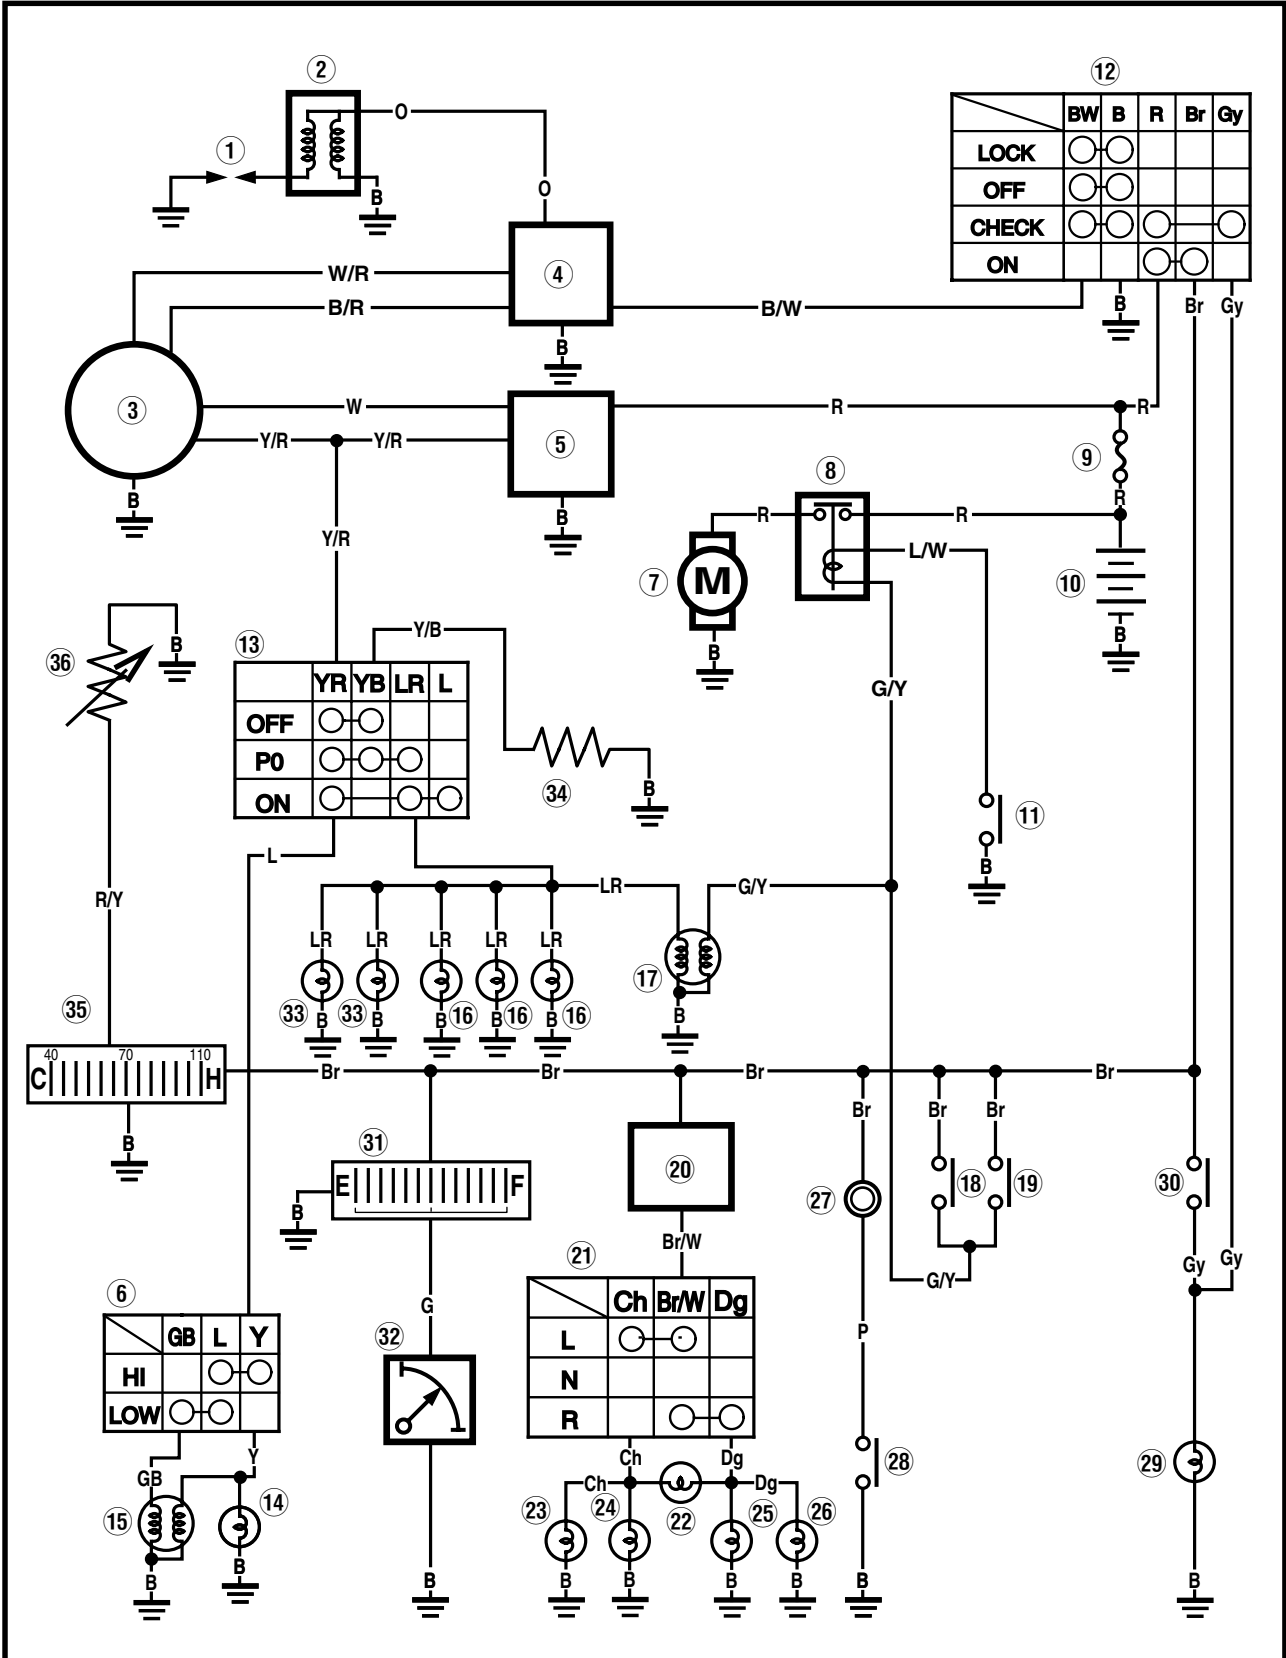 2
12
O
BW B R Br Gy
LOCK
OFF
CHECK
ON
1
B
O
W/R
4
B/R
B/W
B
Br
Gy
B
3
W
R
R
Y/R
Y/R
5
9
8
B
B
R
R
R
Y/R
L/W
7
M
10
B
B
Y/B
B
36
13
YR YB LR L
OFF
P0
ON
G/Y
34
B
11
B
L
LR
G/Y
R/Y
LR
LR
LR
LR
LR
17
33
33
16
16
16
B
B
B
B
B
B
35
40 70 110
C H
Br
Br
Br
Br
B
Br
Br
Br
31
E F
B
20
27
18
19
30
Br/W
G/Y
Gy
Gy
21
Ch Br/W Dg
L
N
R
6
GB L Y
HI
LOW
G
32
P
Ch
Dg
28
29
GB
Y
Ch
Dg
15
14
23
24
22
25
26
B
B
B
B
B
B
B
B
B